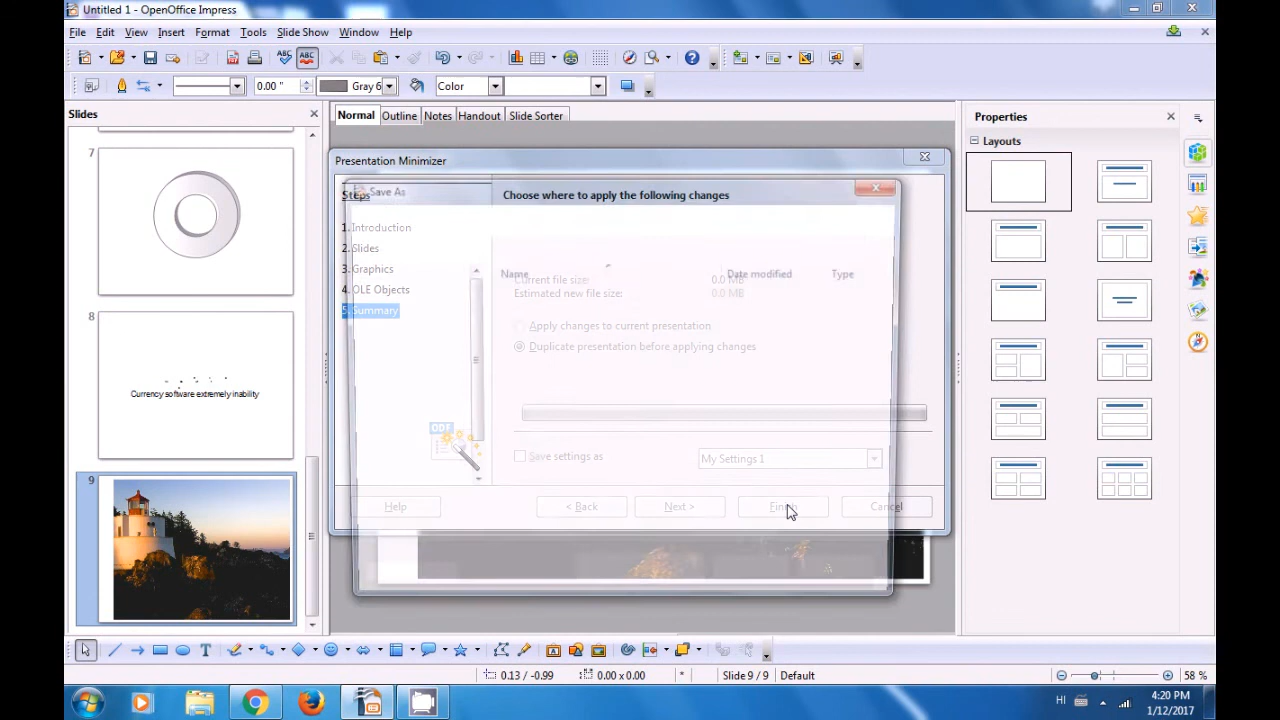 Untitled 1 - OpenOffice Impress
File Edit View Insert Format Tools Slide Show Window Help
ABC ABC
0.00 " Gray 6 Color
Slides
Normal Outline Notes Handout Slide Sorter
Properties
Layouts
7
8
Currency software extremely inability
9
Presentation Minimizer
Save As
Steps
Choose where to apply the following changes
1. Introduction
2. Slides
3. Graphics
4. OLE Objects
5. Summary
Name Date modified Type
Current file size: 0.0 MB
Estimated new file size: 0.0 MB
Apply changes to current presentation
Duplicate presentation before applying changes
ODF
Save settings as My Settings 1
Help < Back Next > Finish Cancel
0.13 / -0.99 0.00 x 0.00 * Slide 9 / 9 Default 58 %
HI 4:20 PM
1/12/2017